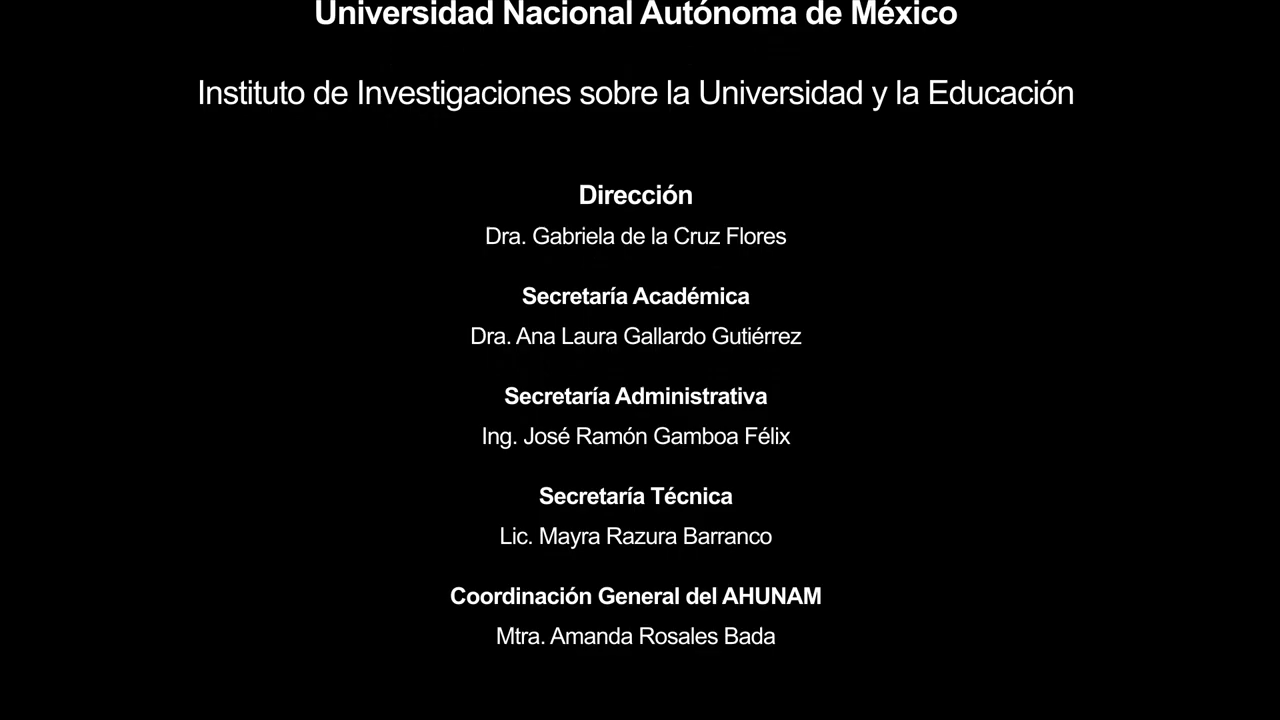 Universidad Nacional Autónoma de México
Instituto de Investigaciones sobre la Universidad y la Educación
Dirección
Dra. Gabriela de la Cruz Flores
Secretaría Académica
Dra. Ana Laura Gallardo Gutiérrez
Secretaría Administrativa
Ing. José Ramón Gamboa Félix
Secretaría Técnica
Lic. Mayra Razura Barranco
Coordinación General del AHUNAM
Mtra. Amanda Rosales Bada